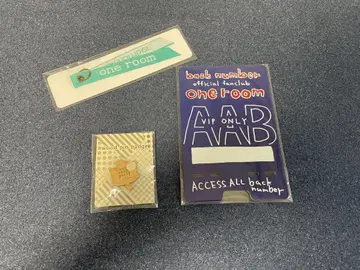 one room
back number
official fanclub
one room
AAB
VIP ONLY
ACCESS ALL back
number